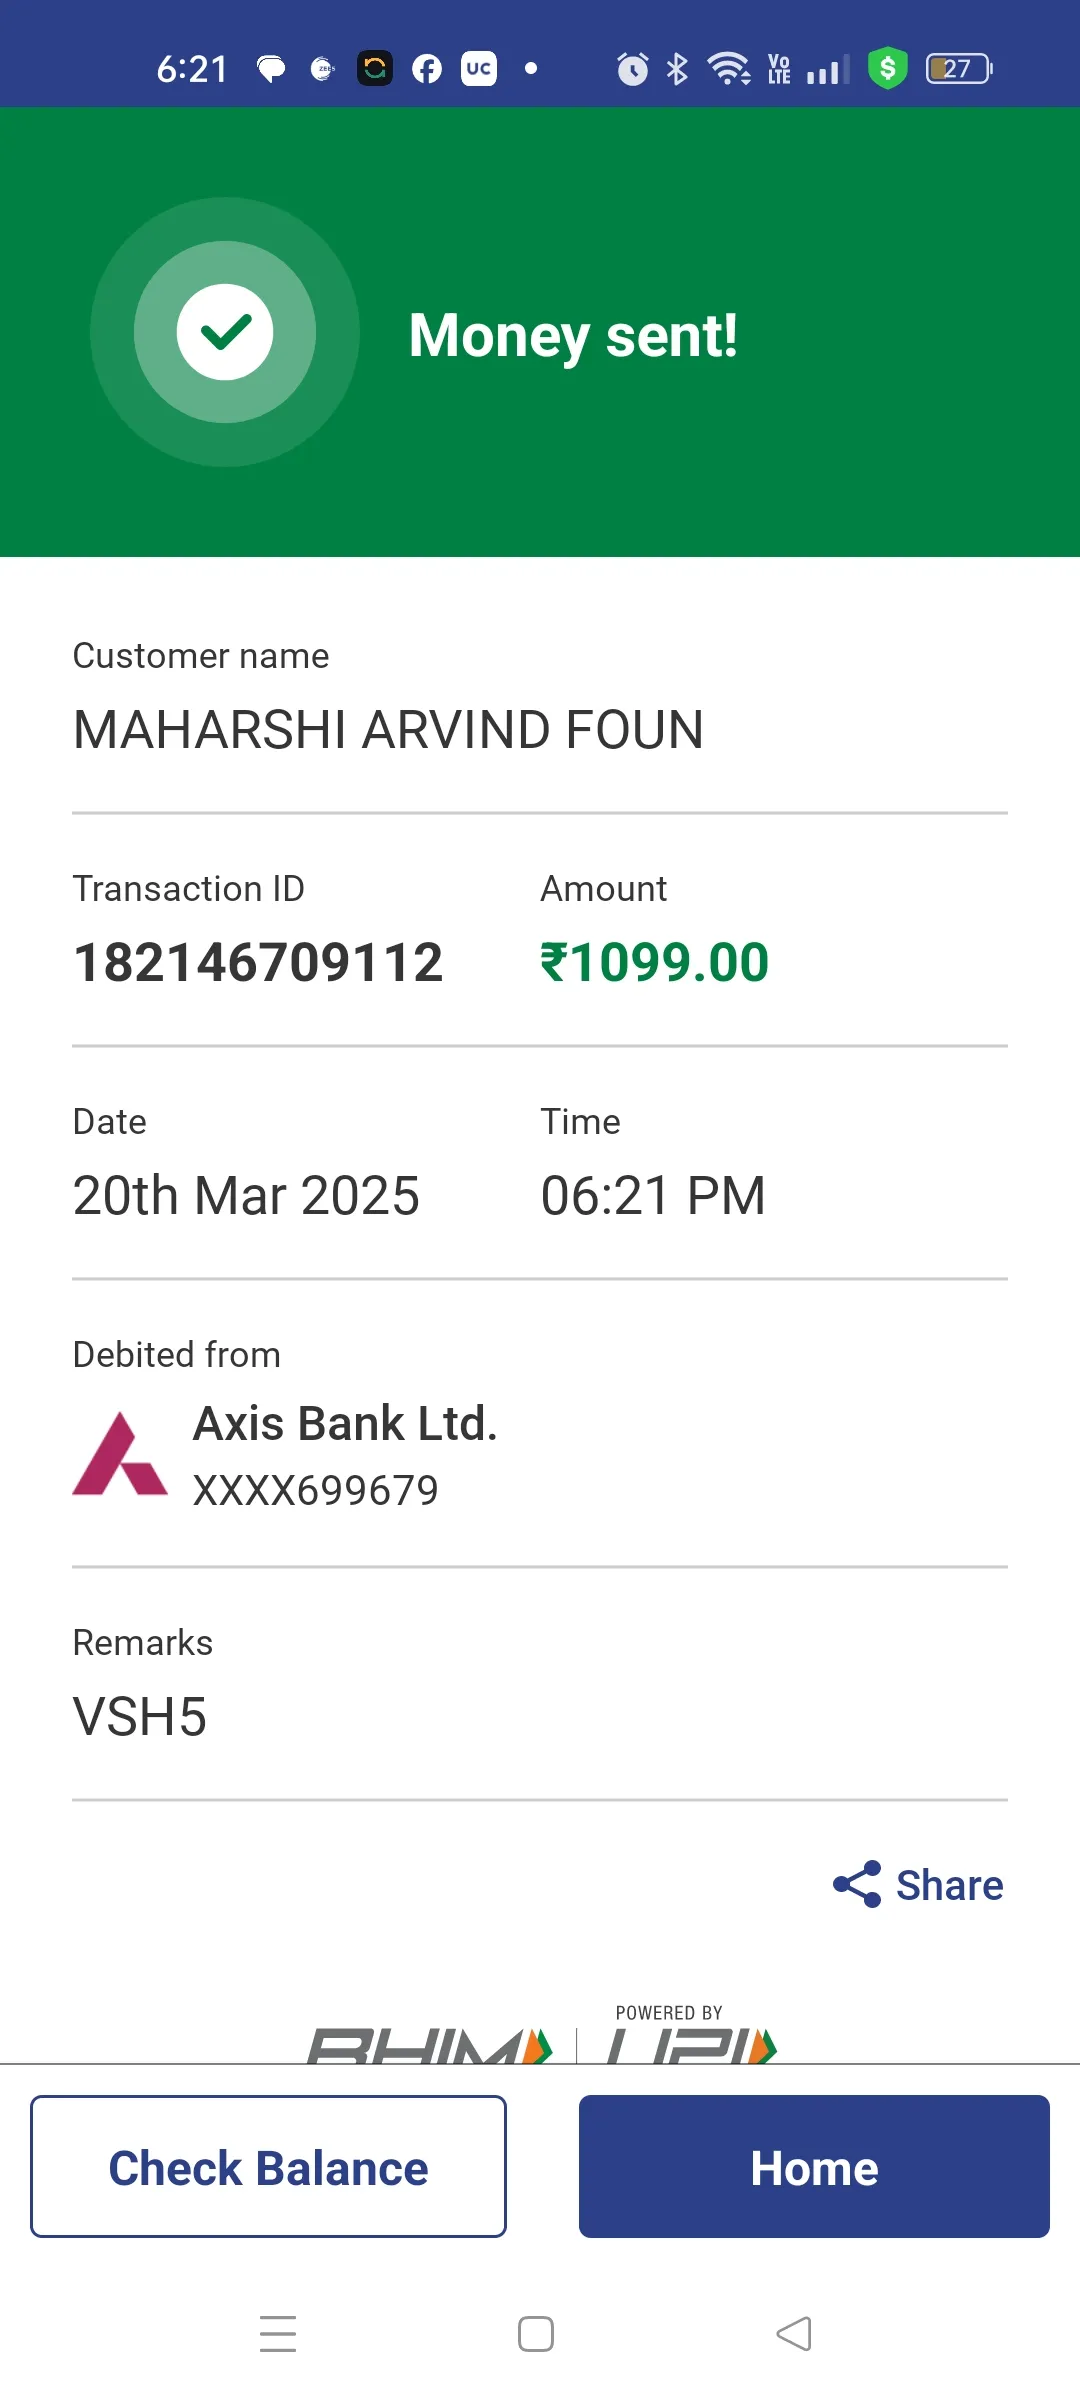 6:21 ZEE5 UC Vo LTE $ 27
Money sent!
Customer name
MAHARSHI ARVIND FOUN
Transaction ID Amount
182146709112 ₹1099.00
Date Time
20th Mar 2025 06:21 PM
Debited from
Axis Bank Ltd.
XXXX699679
Remarks
VSH5
Share
POWERED BY
BHIM UPI
Check Balance Home